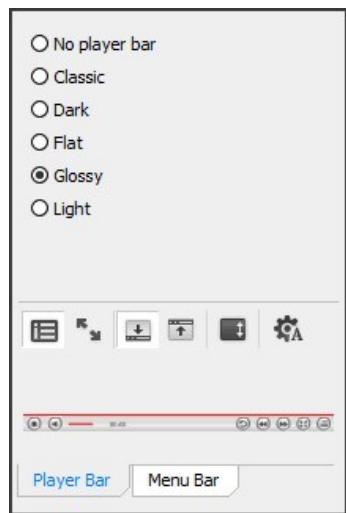 No player bar
Classic
Dark
Flat
Glossy
Light
A
Player Bar
Menu Bar